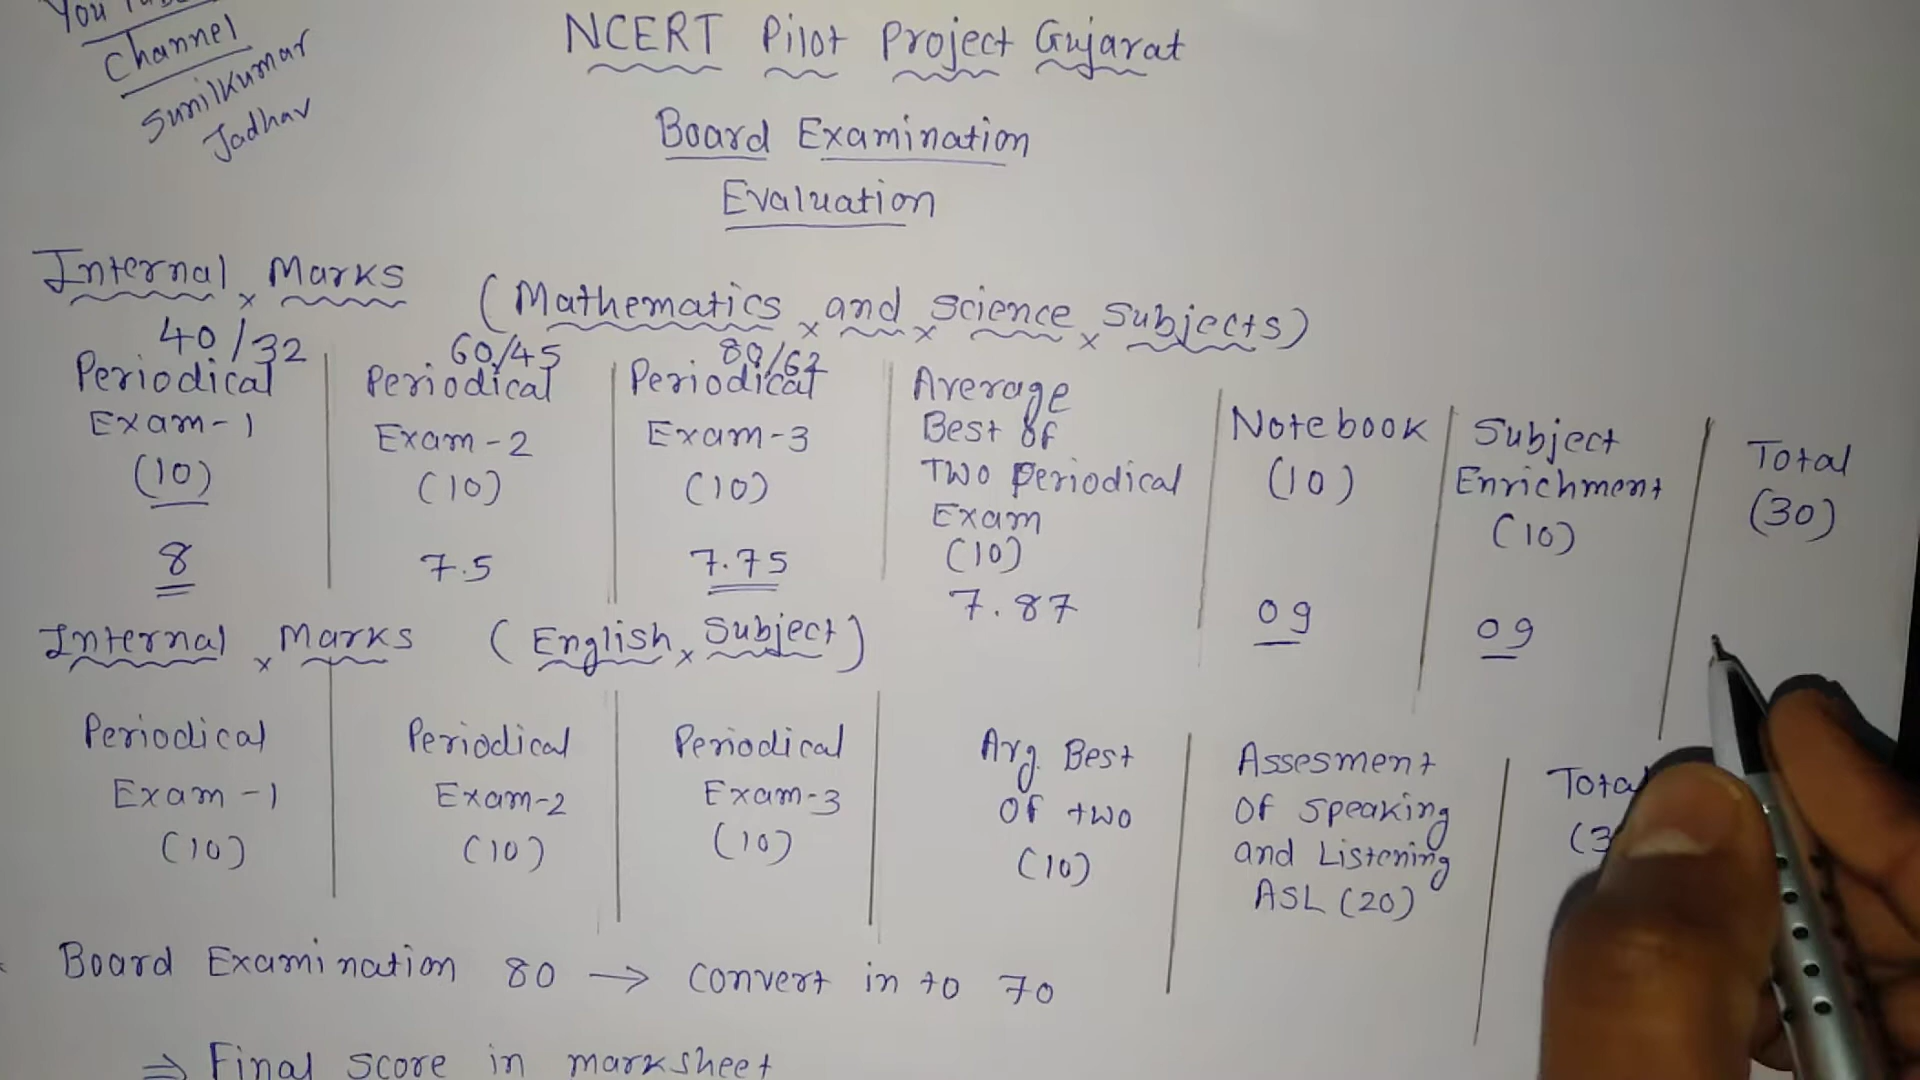 Channel
Sunilkumar
Jadhav
NCERT Pilot Project Gujarat
Board Examination
Evaluation
Internal Marks (Mathematics and Science Subjects)
40/32
Periodical
Exam-1
(10)
8
60/45
Periodical
Exam-2
(10)
7.5
80/62
Periodical
Exam-3
(10)
7.75
Average
Best of
Two Periodical
Exam
(10)
7.87
Notebook
(10)
09
Subject
Enrichment
(10)
09
Total
(30)
Internal Marks (English Subject)
Periodical
Exam-1
(10)
Periodical
Exam-2
(10)
Periodical
Exam-3
(10)
Avg. Best
of two
(10)
Assesment
of speaking
and Listening
ASL (20)
Board Examination 80 → convert in to 70
⇒ Final score in marksheet